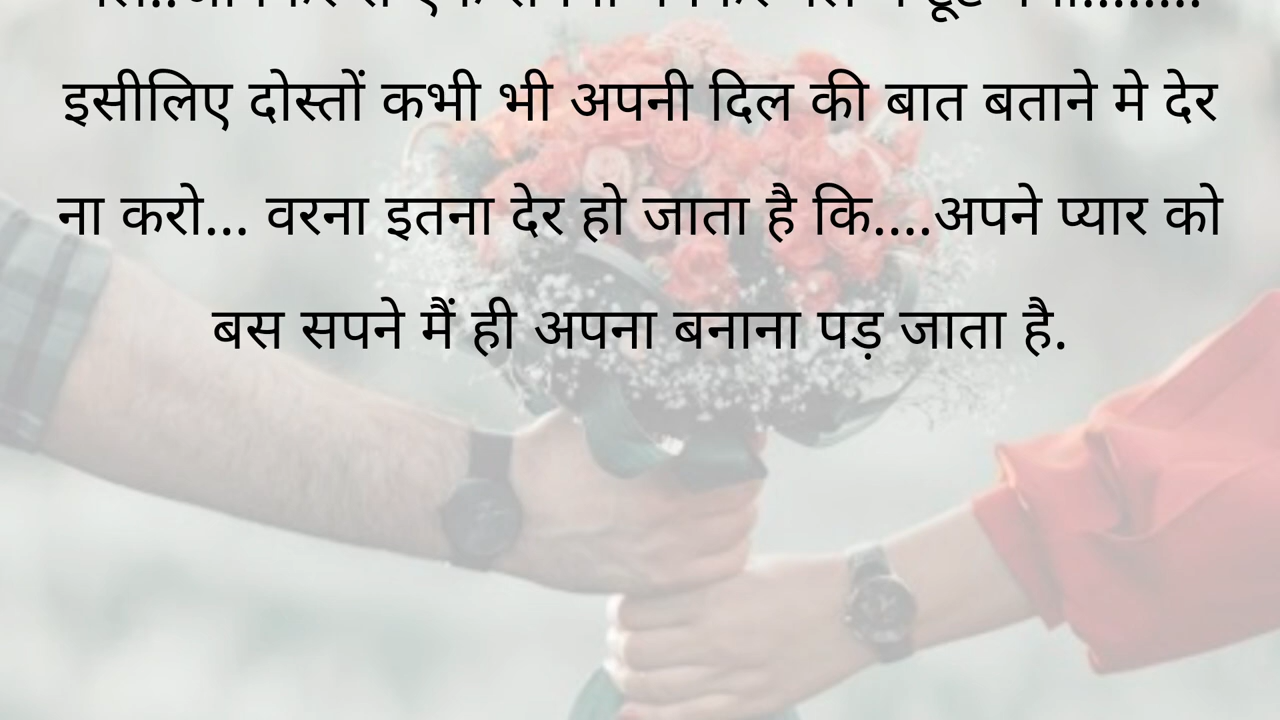 इसीलिए दोस्तों कभी भी अपनी दिल की बात बताने मे देर
ना करो... वरना इतना देर हो जाता है कि....अपने प्यार को
बस सपने मैं ही अपना बनाना पड़ जाता है.